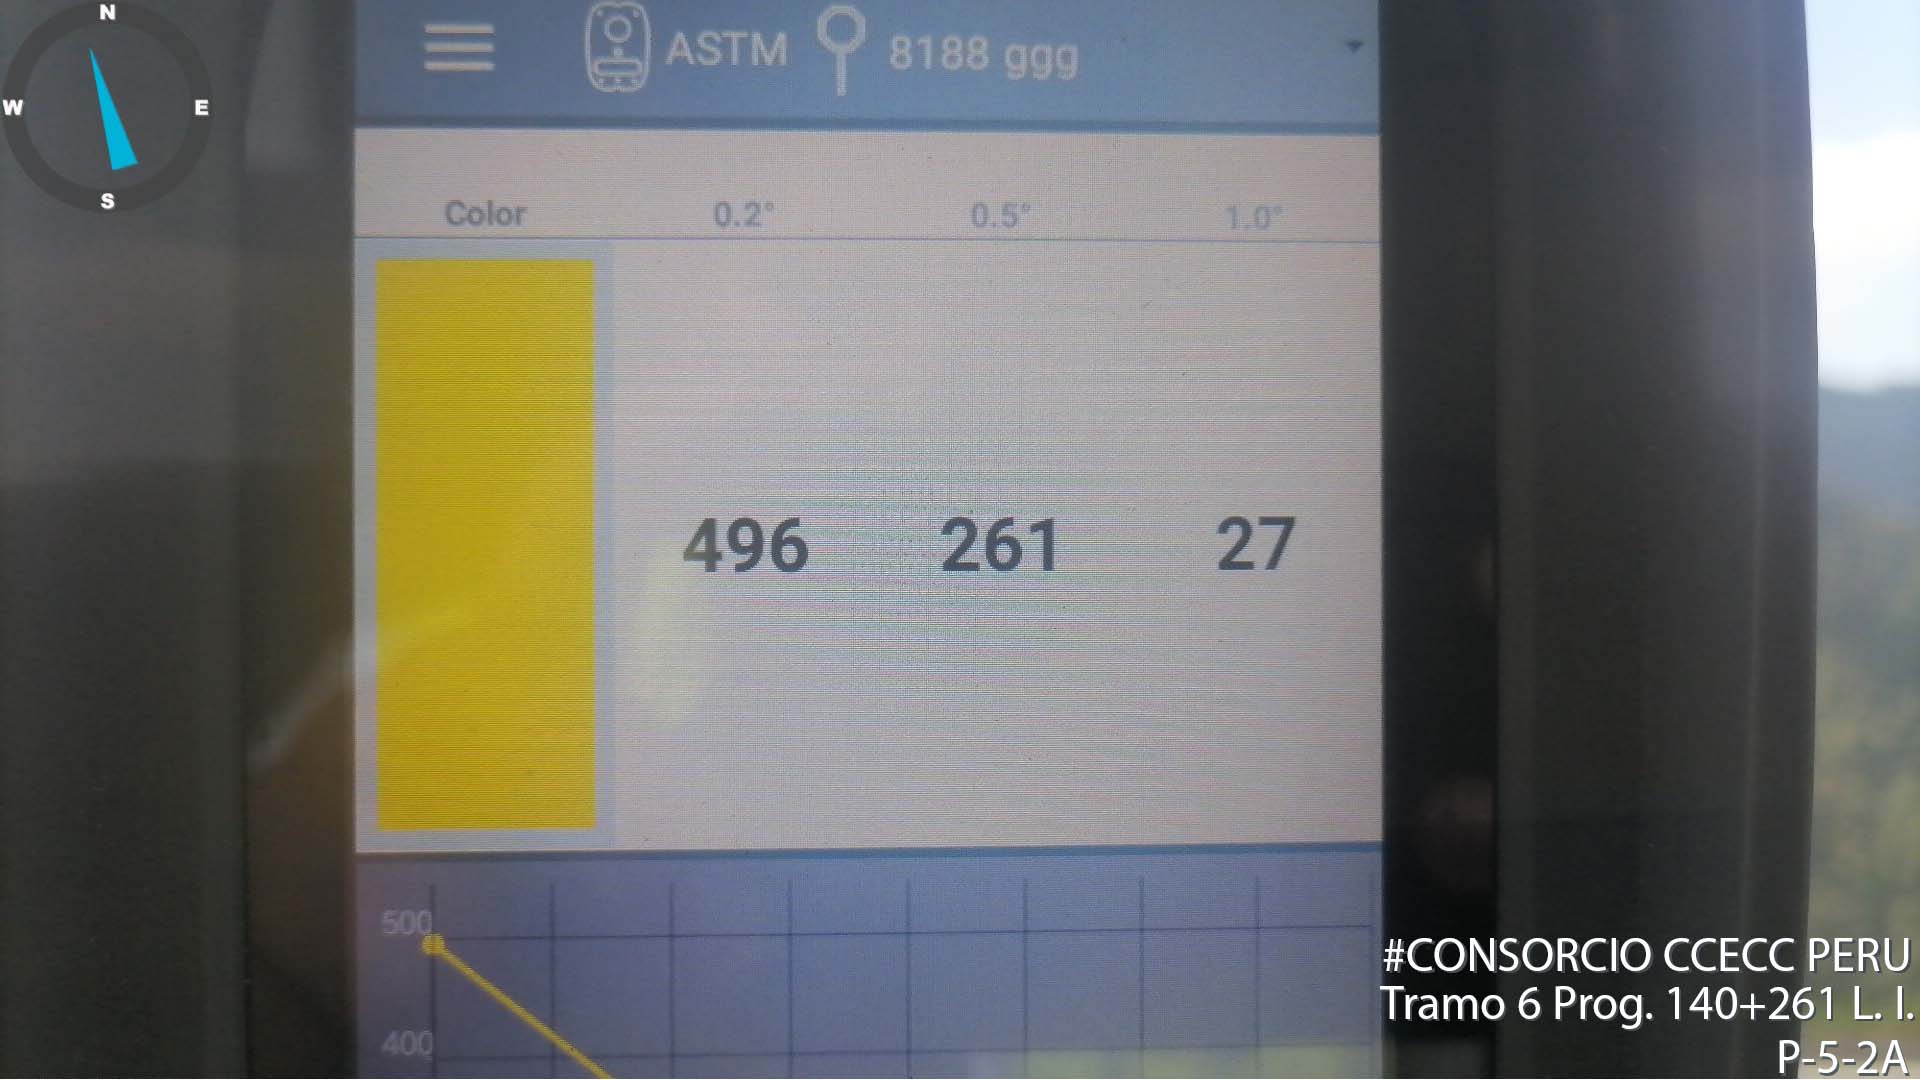 N
W E
S
ASTM 8188 ggg
Color 0.2° 0.5° 1.0°
496 261 27
500
400
#CONSORCIO CCECC PERU
Tramo 6 Prog. 140+261 L. I.
P-5-2A